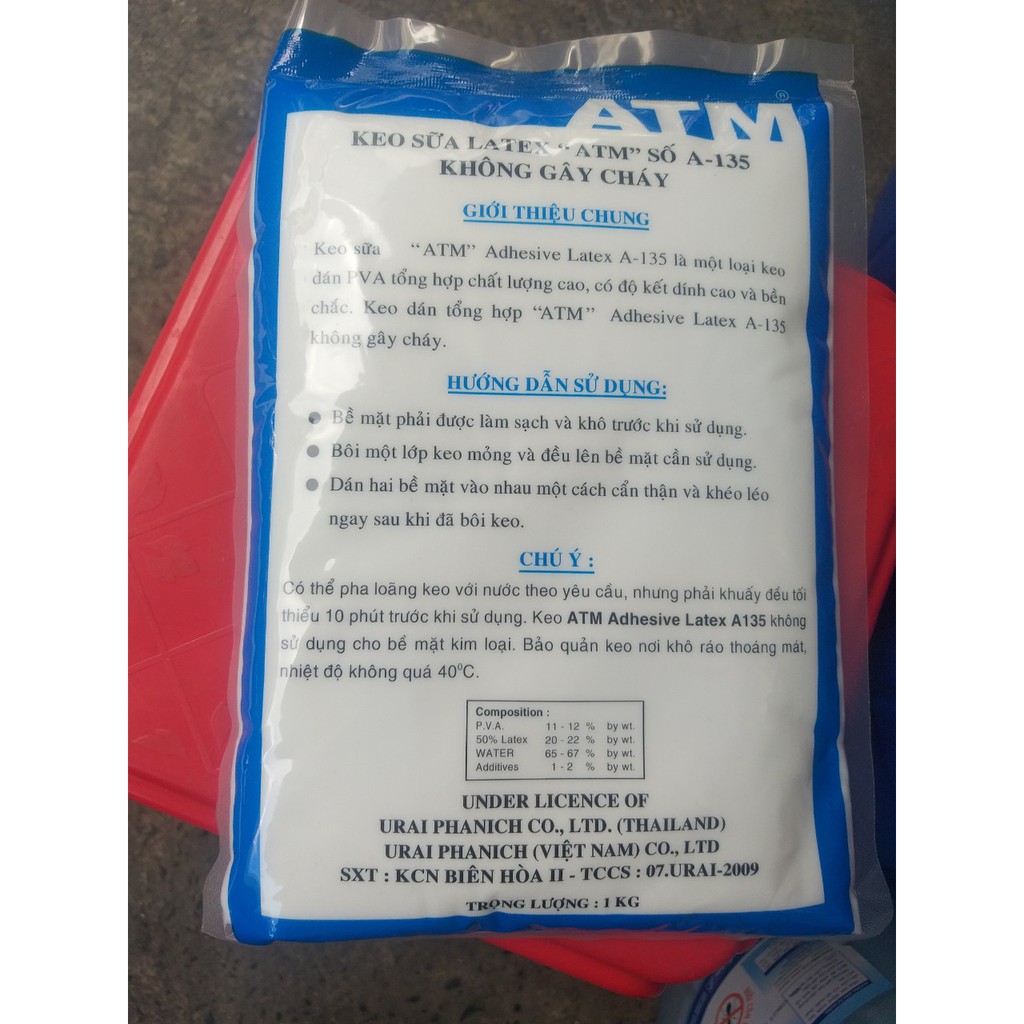 ATM®
KEO SỮA LATEX “ ATM” SỐ A-135
KHÔNG GÂY CHÁY
GIỚI THIỆU CHUNG
Keo sữa “ATM” Adhesive Latex A-135 là một loại keo
dán PVA tổng hợp chất lượng cao, có độ kết dính cao và bền
chắc. Keo dán tổng hợp “ATM” Adhesive Latex A-135
không gây cháy.
HƯỚNG DẪN SỬ DỤNG:
● Bề mặt phải được làm sạch và khô trước khi sử dụng.
● Bôi một lớp keo mỏng và đều lên bề mặt cần sử dụng.
● Dán hai bề mặt vào nhau một cách cẩn thận và khéo léo
ngay sau khi đã bôi keo.
CHÚ Ý :
Có thể pha loãng keo với nước theo yêu cầu, nhưng phải khuấy đều tối
thiểu 10 phút trước khi sử dụng. Keo ATM Adhesive Latex A135 không
sử dụng cho bề mặt kim loại. Bảo quản keo nơi khô ráo thoáng mát,
nhiệt độ không quá 40⁰C.
Composition :
P.V.A. 11 - 12 % by wt.
50% Latex 20 - 22 % by wt.
WATER 65 - 67 % by wt.
Additives 1 - 2 % by wt.
UNDER LICENCE OF
URAI PHANICH CO., LTD. (THAILAND)
URAI PHANICH (VIỆT NAM) CO., LTD
SXT : KCN BIÊN HÒA II - TCCS : 07.URAI-2009
TRỌNG LƯỢNG : 1 KG